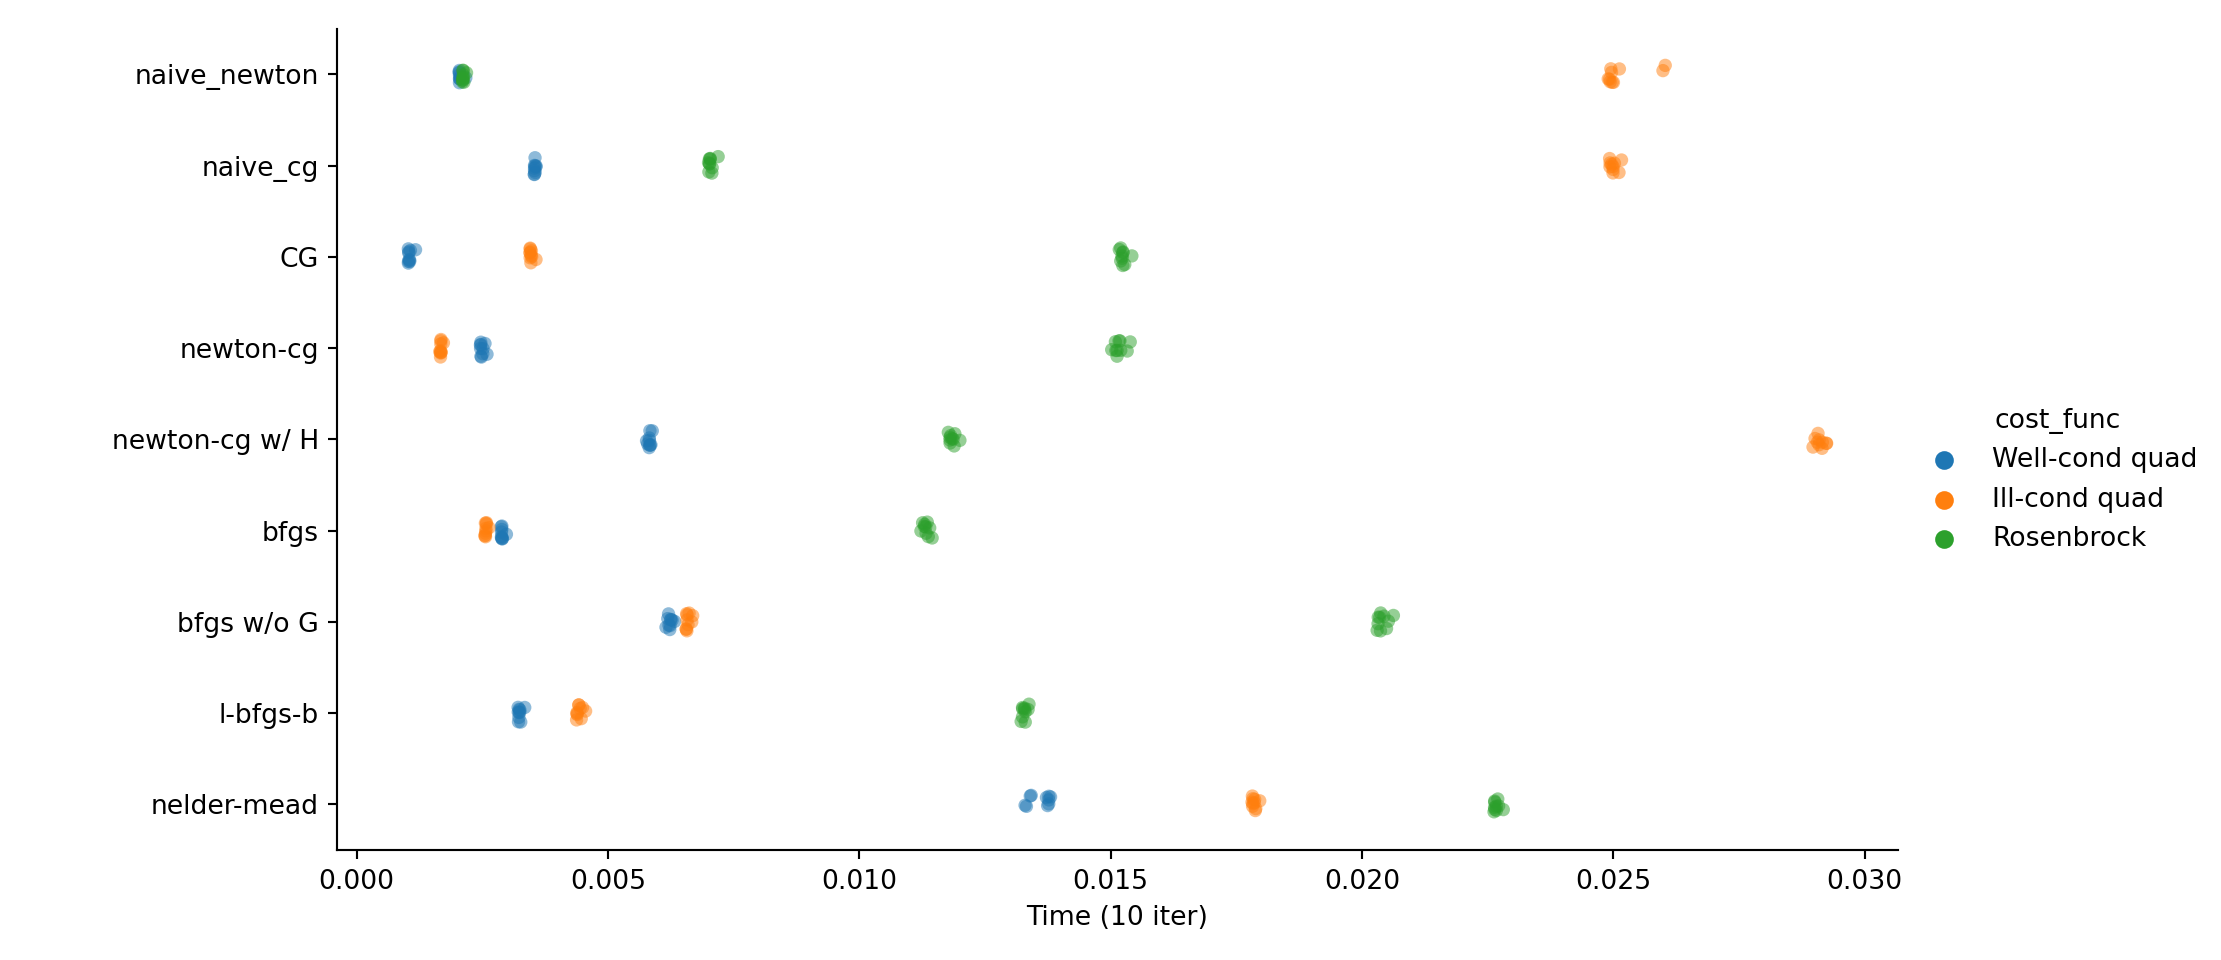 naive_newton
naive_cg
CG
newton-cg
newton-cg w/ H
bfgs
bfgs w/o G
l-bfgs-b
nelder-mead
0.000 0.005 0.010 0.015 0.020 0.025 0.030
Time (10 iter)
cost_func
Well-cond quad
Ill-cond quad
Rosenbrock